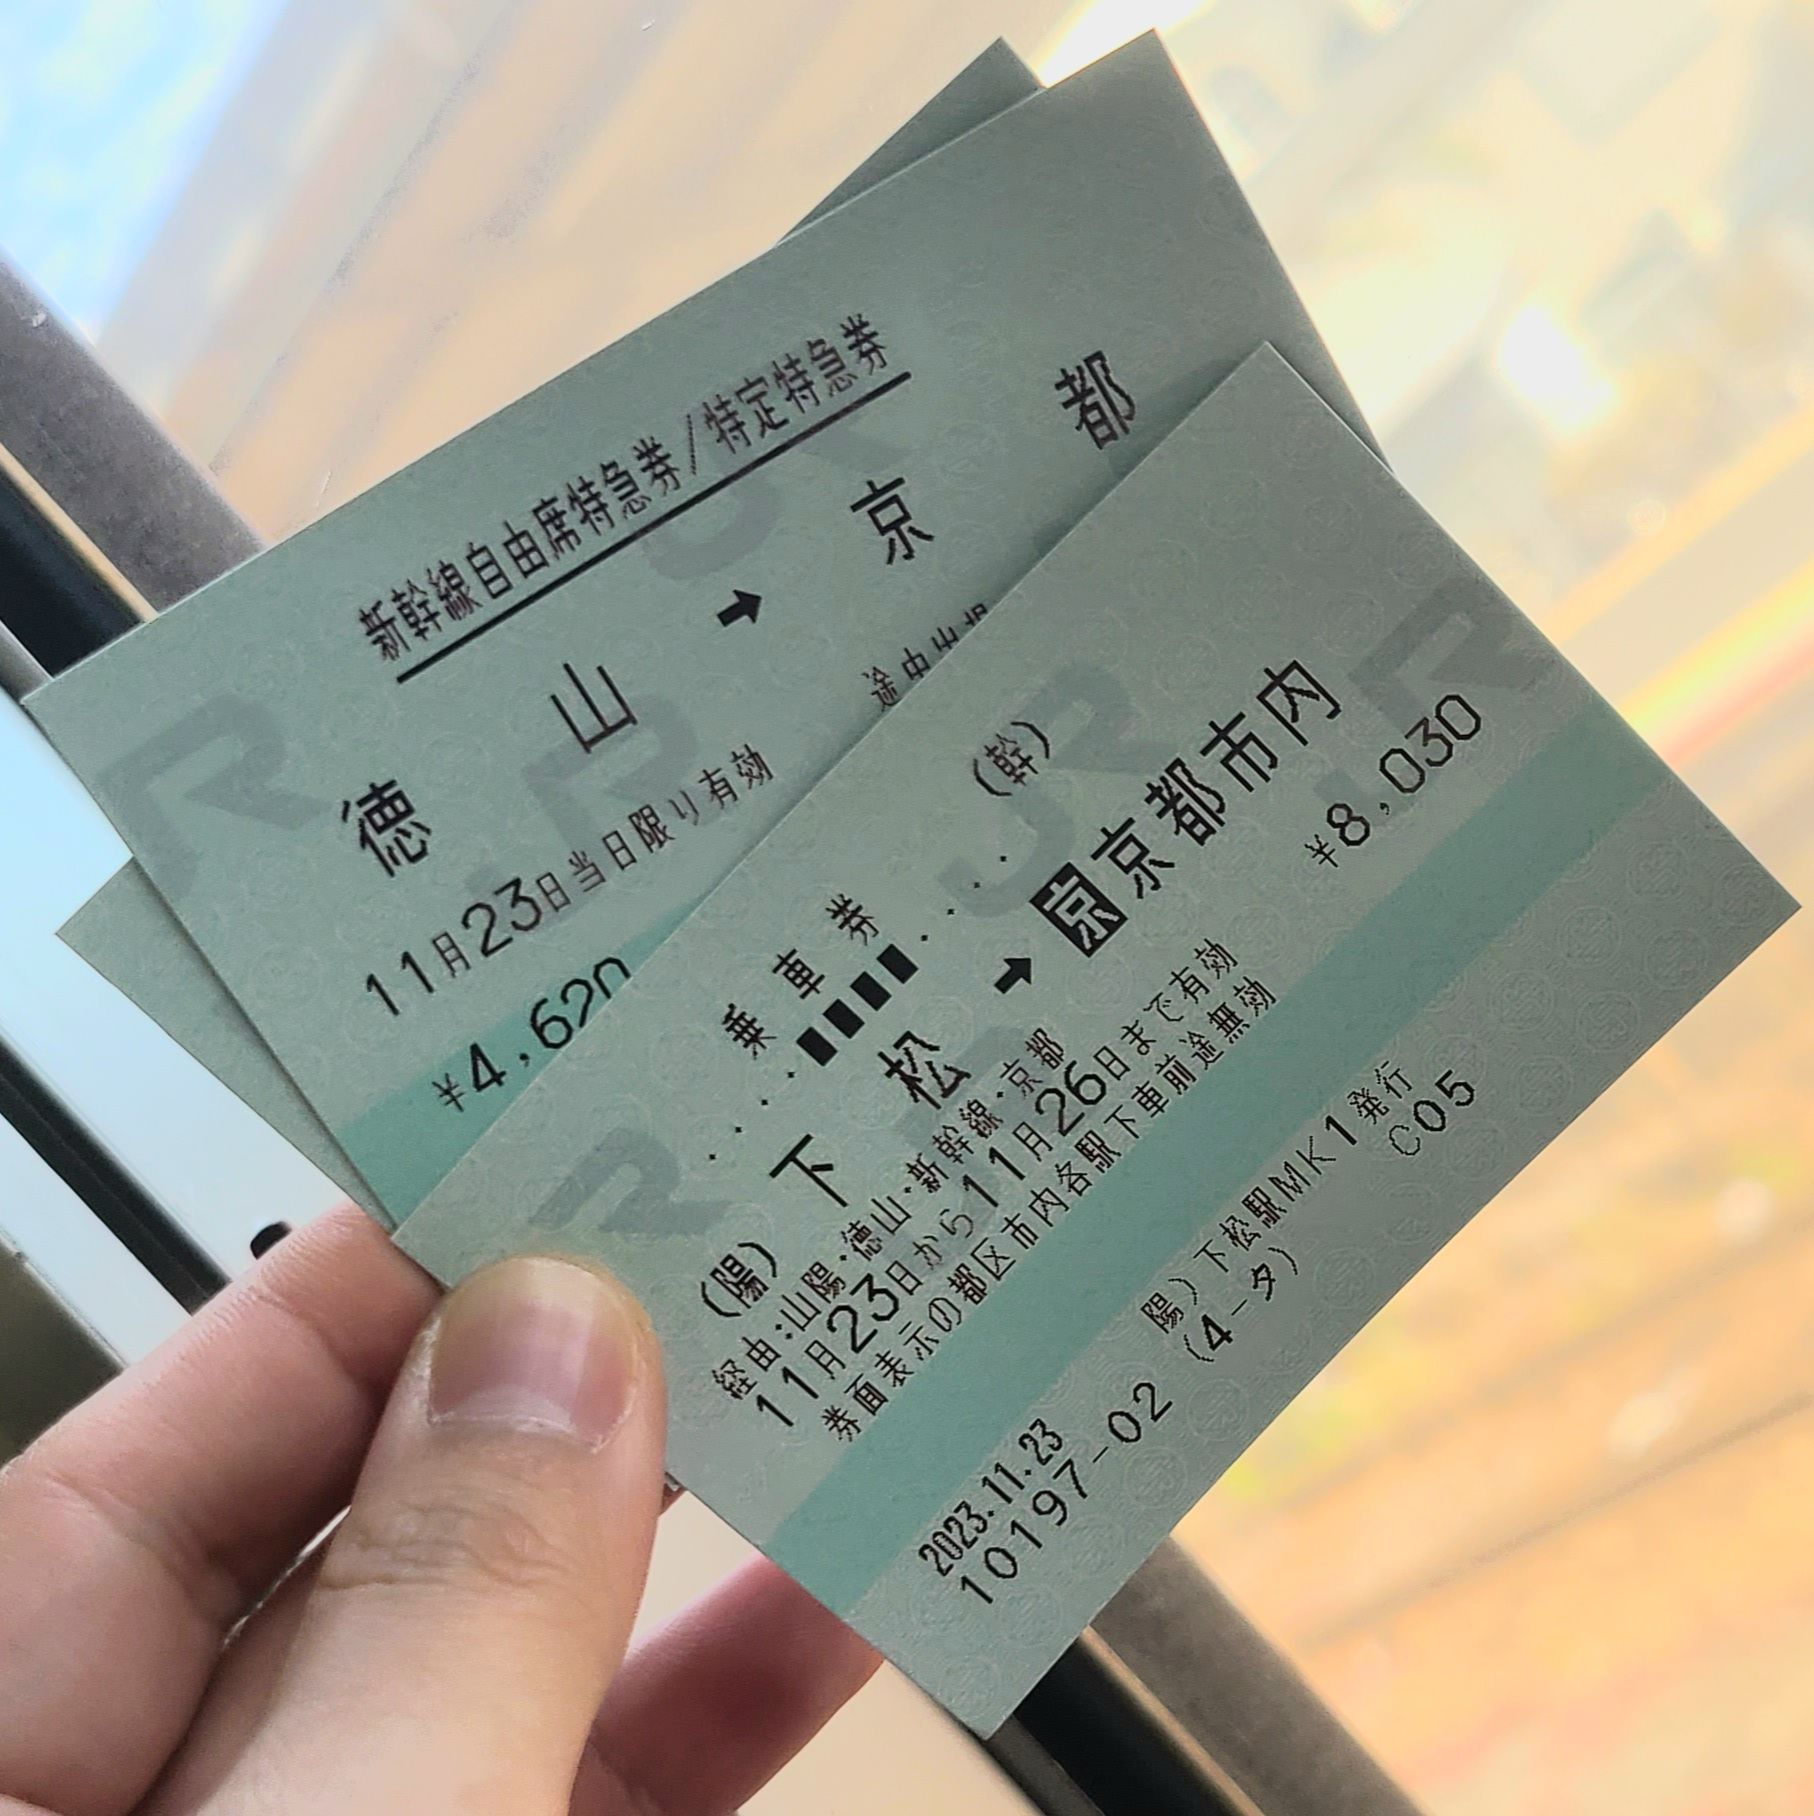 新幹線自由席特急券/特定特急券
徳山➡京都
11月23日当日限り有効
途中出
¥4,620
乗車券
(幹)
(陽)下松➡京京都市内
経由:山陽・徳山・新幹線・京都
11月23日から11月26日まで有効
¥8,030
券面表示の都区市内各駅下車前途無効
陽)下松駅MK1発行
2023.11.23
10197-02
(4-タ)
C05
JR